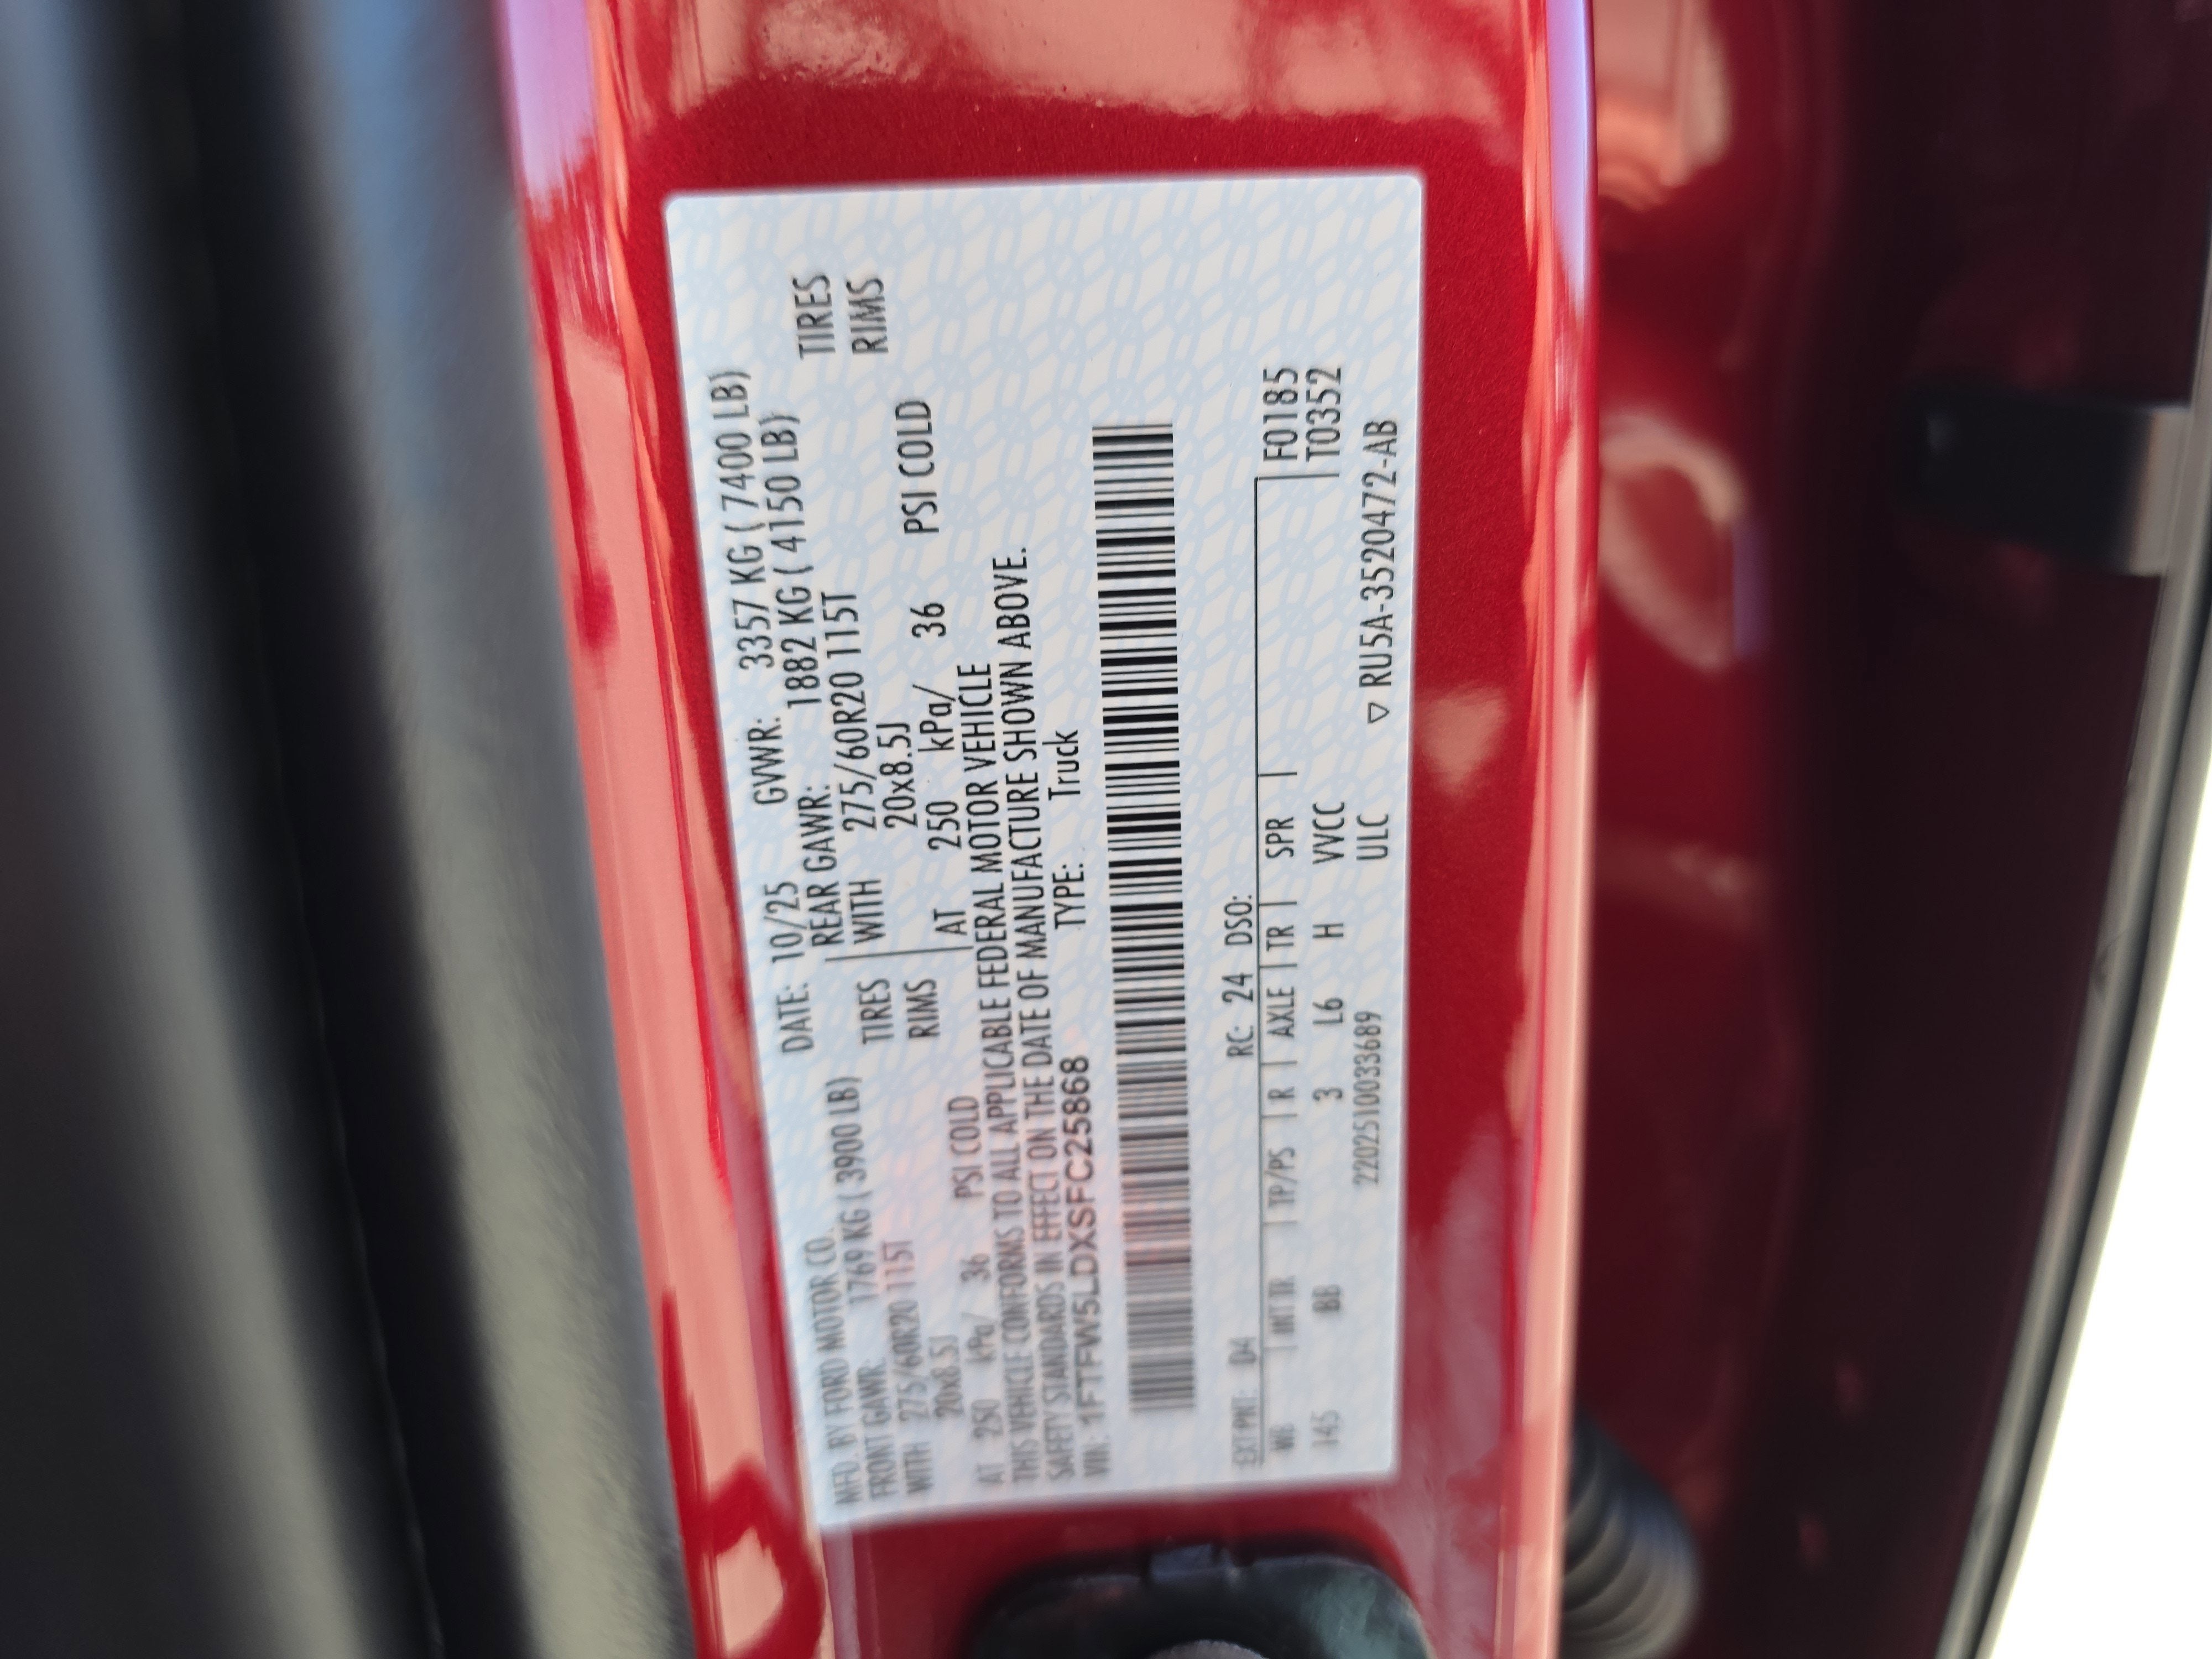 MFD. BY FORD MOTOR CO. DATE: 10/25 GVWR: 3357 KG ( 7400 LB)
FRONT GAWR: 1769 KG ( 3900 LB) REAR GAWR: 1882 KG ( 4150 LB)
WITH 275/60R20 115T TIRES WITH 275/60R20 115T TIRES
20x8.5J RIMS 20x8.5J RIMS
AT 250 kPa/ 36 PSI COLD AT 250 kPa/ 36 PSI COLD
THIS VEHICLE CONFORMS TO ALL APPLICABLE FEDERAL MOTOR VEHICLE
SAFETY STANDARDS IN EFFECT ON THE DATE OF MANUFACTURE SHOWN ABOVE.
VIN: 1FTFW5LDXSFC25868 TYPE: Truck
EXT PNT: D4 RC: 24 DSO:
WB INT TR TP/PS R AXLE TR SPR F0185
145 BB 3 L6 H VVCC T0352
2202510033689 ULC ▽ RU5A-3520472-AB